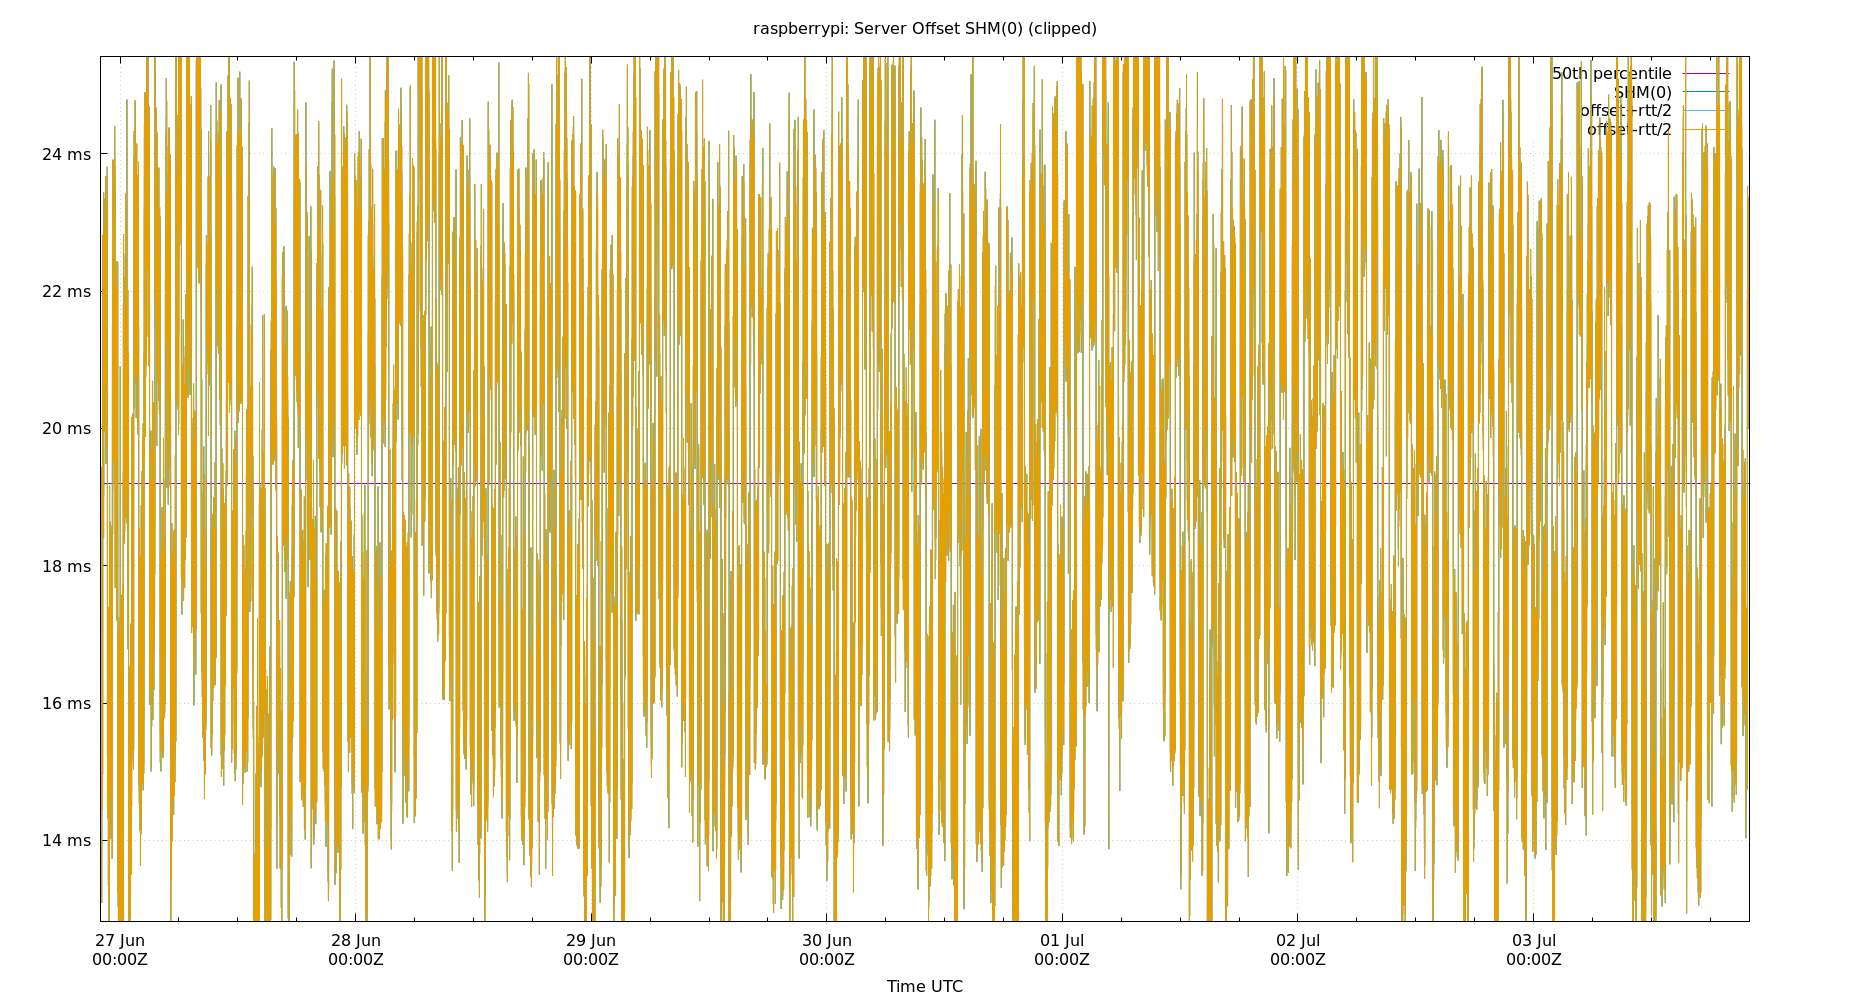 raspberrypi: Server Offset SHM(0) (clipped)
50th percentile
SHM(0)
offset+rtt/2
offset-rtt/2
24 ms
22 ms
20 ms
18 ms
16 ms
14 ms
27 Jun 28 Jun 29 Jun 30 Jun 01 Jul 02 Jul 03 Jul
00:00Z 00:00Z 00:00Z 00:00Z 00:00Z 00:00Z 00:00Z
Time UTC